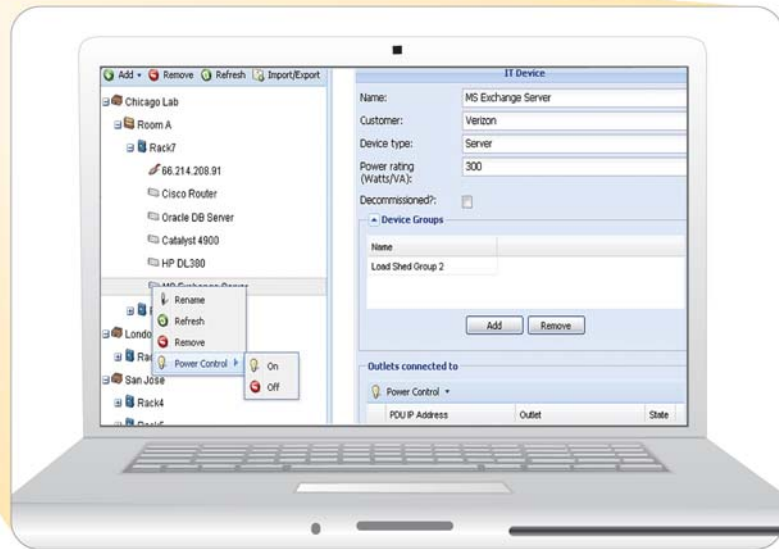 Add Remove Refresh Import/Export
Chicago Lab
Room A
Rack7
66.214.208.91
Cisco Router
Oracle DB Server
Catalyst 4900
HP DL380
Rename
Refresh
Remove
Power Control
On
Off
San Jose
Rack4
IT Device
Name: MS Exchange Server
Customer: Verizon
Device type: Server
Power rating 300
(Watts/VA):
Decommissioned?:
Device Groups
Name
Load Shed Group 2
Add Remove
Outlets connected to
Power Control
PDU IP Address Outlet State